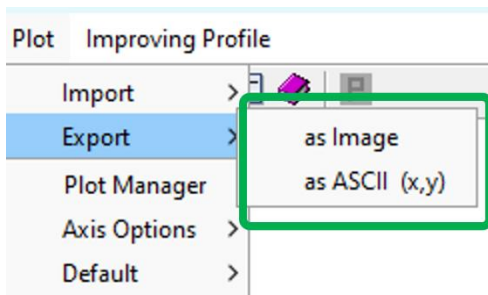 Plot Improving Profile
Import >
Export >
as Image
as ASCII (x,y)
Plot Manager
Axis Options >
Default >